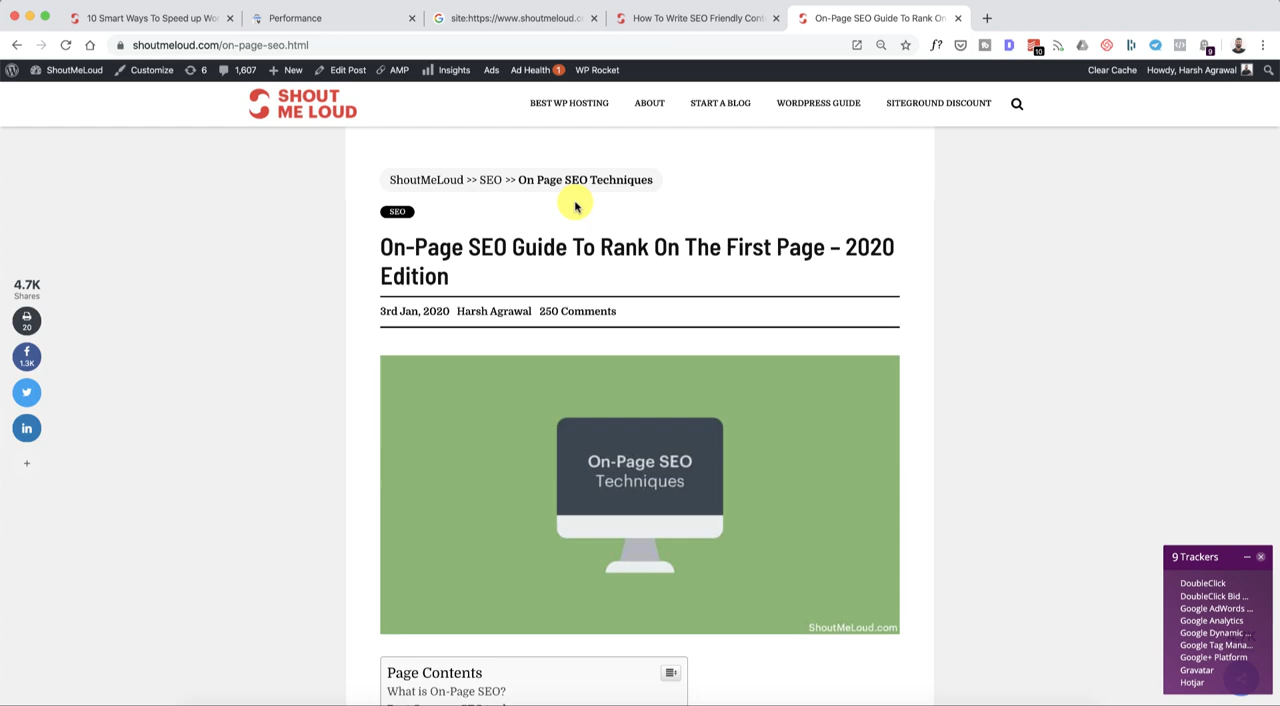 10 Smart Ways To Speed up Wor
Performance
site:https://www.shoutmeloud.c
How To Write SEO Friendly Cont
On-Page SEO Guide To Rank On
shoutmeloud.com/on-page-seo.html
f?
10
9
ShoutMeLoud
Customize
6
1,607
New
Edit Post
AMP
Insights
Ads
Ad Health
1
WP Rocket
Clear Cache
Howdy, Harsh Agrawal
SHOUT
ME LOUD
BEST WP HOSTING
ABOUT
START A BLOG
WORDPRESS GUIDE
SITEGROUND DISCOUNT
ShoutMeLoud >> SEO >> On Page SEO Techniques
SEO
On-Page SEO Guide To Rank On The First Page – 2020
Edition
3rd Jan, 2020 Harsh Agrawal 250 Comments
4.7K
Shares
20
1.3K
On-Page SEO
Techniques
ShoutMeLoud.com
Page Contents
What is On-Page SEO?
9 Trackers
DoubleClick
DoubleClick Bid ...
Google AdWords ...
Google Analytics
Google Dynamic ...
Google Tag Mana...
Google+ Platform
Gravatar
Hotjar